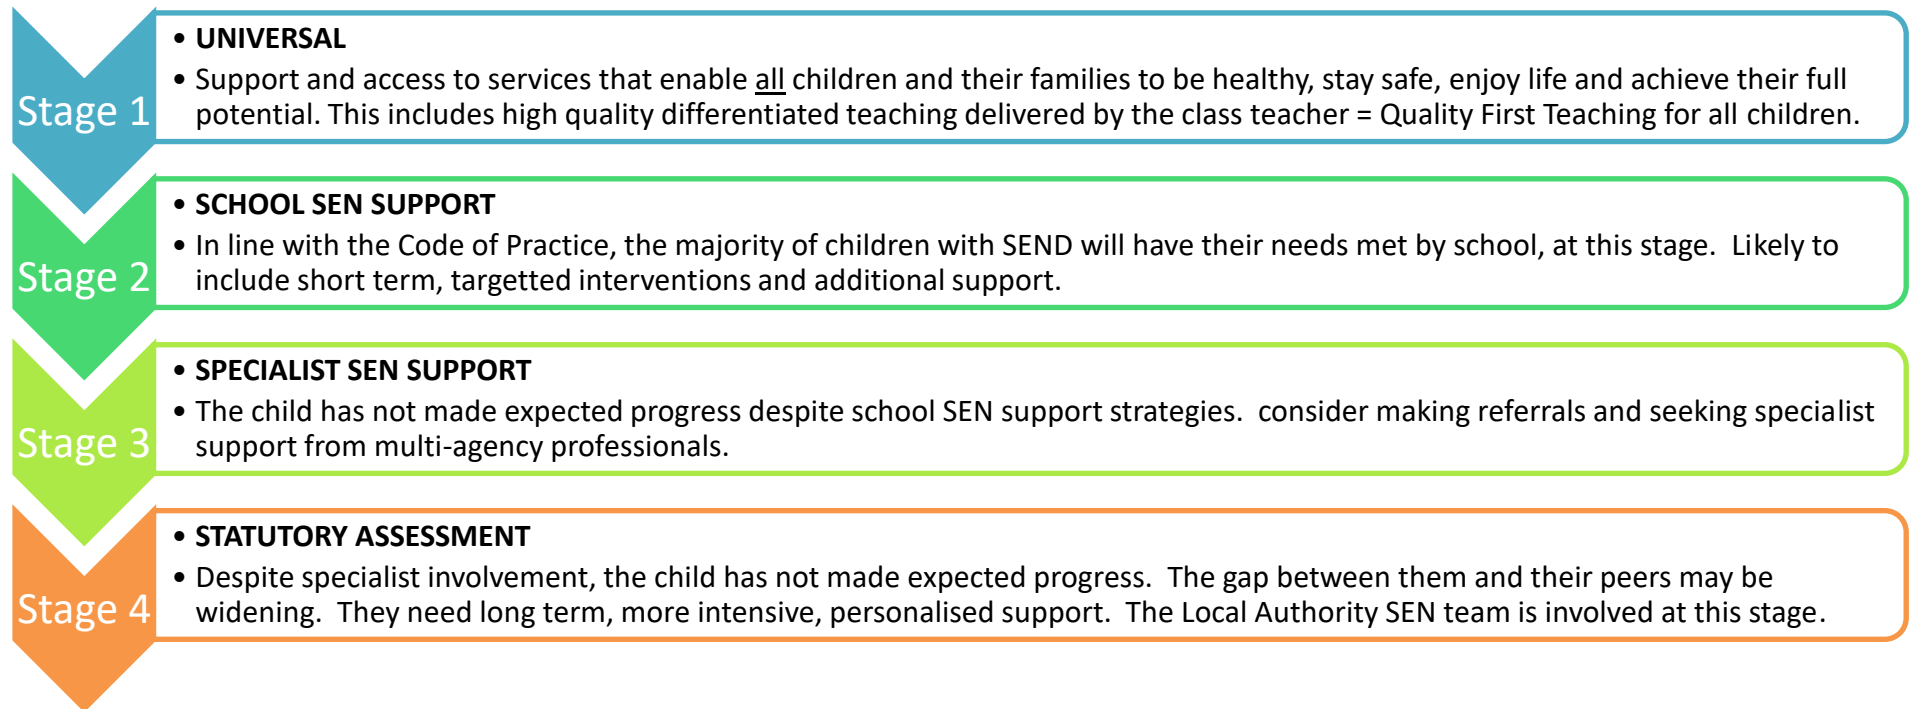 Stage 1
• UNIVERSAL
• Support and access to services that enable all children and their families to be healthy, stay safe, enjoy life and achieve their full
potential. This includes high quality differentiated teaching delivered by the class teacher = Quality First Teaching for all children.
Stage 2
• SCHOOL SEN SUPPORT
• In line with the Code of Practice, the majority of children with SEND will have their needs met by school, at this stage.  Likely to
include short term, targetted interventions and additional support.
Stage 3
• SPECIALIST SEN SUPPORT
• The child has not made expected progress despite school SEN support strategies.  consider making referrals and seeking specialist
support from multi-agency professionals.
Stage 4
• STATUTORY ASSESSMENT
• Despite specialist involvement, the child has not made expected progress.  The gap between them and their peers may be
widening.  They need long term, more intensive, personalised support.  The Local Authority SEN team is involved at this stage.